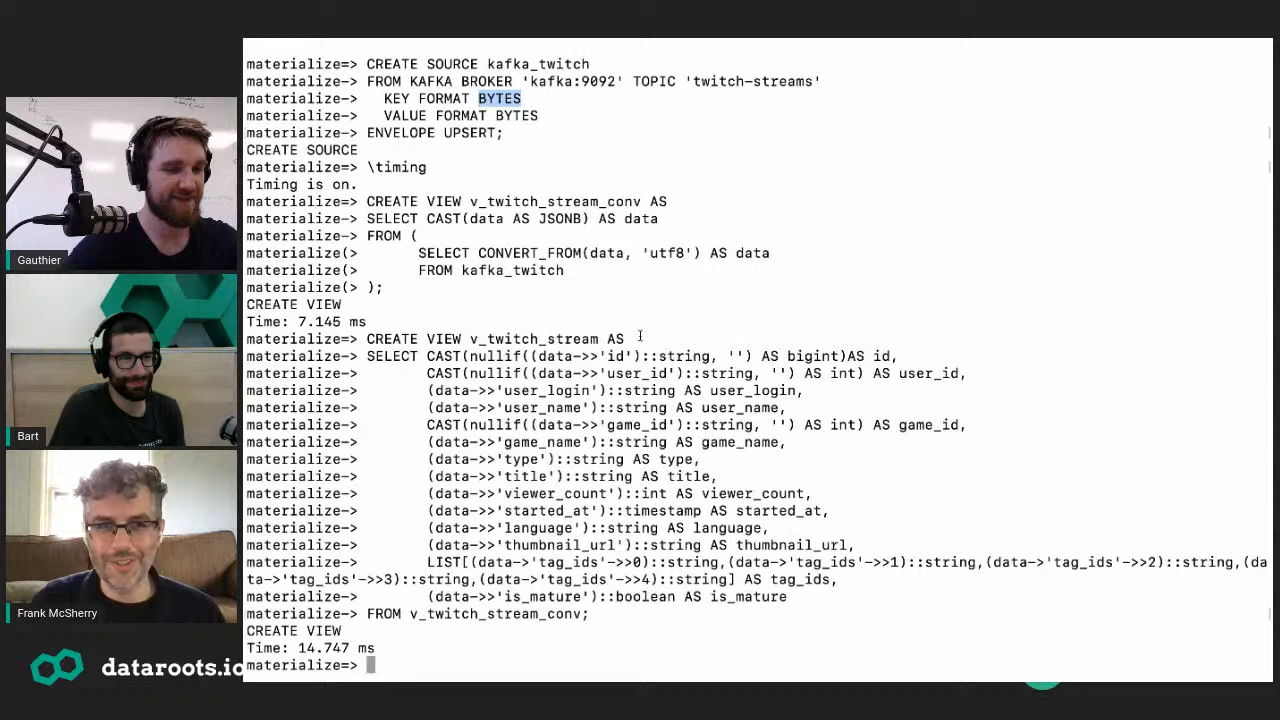 materialize=> CREATE SOURCE kafka_twitch
materialize-> FROM KAFKA BROKER 'kafka:9092' TOPIC 'twitch-streams'
materialize->   KEY FORMAT BYTES
materialize->   VALUE FORMAT BYTES
materialize-> ENVELOPE UPSERT;
CREATE SOURCE
materialize=> \timing
Timing is on.
materialize=> CREATE VIEW v_twitch_stream_conv AS
materialize-> SELECT CAST(data AS JSONB) AS data
materialize-> FROM (
materialize(>       SELECT CONVERT_FROM(data, 'utf8') AS data
materialize(>       FROM kafka_twitch
materialize(> );
CREATE VIEW
Time: 7.145 ms
materialize=> CREATE VIEW v_twitch_stream AS
materialize-> SELECT CAST(nullif((data->>'id')::string, '') AS bigint)AS id,
materialize->        CAST(nullif((data->>'user_id')::string, '') AS int) AS user_id,
materialize->        (data->>'user_login')::string AS user_login,
materialize->        (data->>'user_name')::string AS user_name,
materialize->        CAST(nullif((data->>'game_id')::string, '') AS int) AS game_id,
materialize->        (data->>'game_name')::string AS game_name,
materialize->        (data->>'type')::string AS type,
materialize->        (data->>'title')::string AS title,
materialize->        (data->>'viewer_count')::int AS viewer_count,
materialize->        (data->>'started_at')::timestamp AS started_at,
materialize->        (data->>'language')::string AS language,
materialize->        (data->>'thumbnail_url')::string AS thumbnail_url,
materialize->        LIST[(data->'tag_ids'->>0)::string,(data->'tag_ids'->>1)::string,(data->'tag_ids'->>2)::string,(da
ta->'tag_ids'->>3)::string,(data->'tag_ids'->>4)::string] AS tag_ids,
materialize->        (data->>'is_mature')::boolean AS is_mature
materialize-> FROM v_twitch_stream_conv;
CREATE VIEW
Time: 14.747 ms
materialize=>
Gauthier
Bart
Frank McSherry
dataroots.io